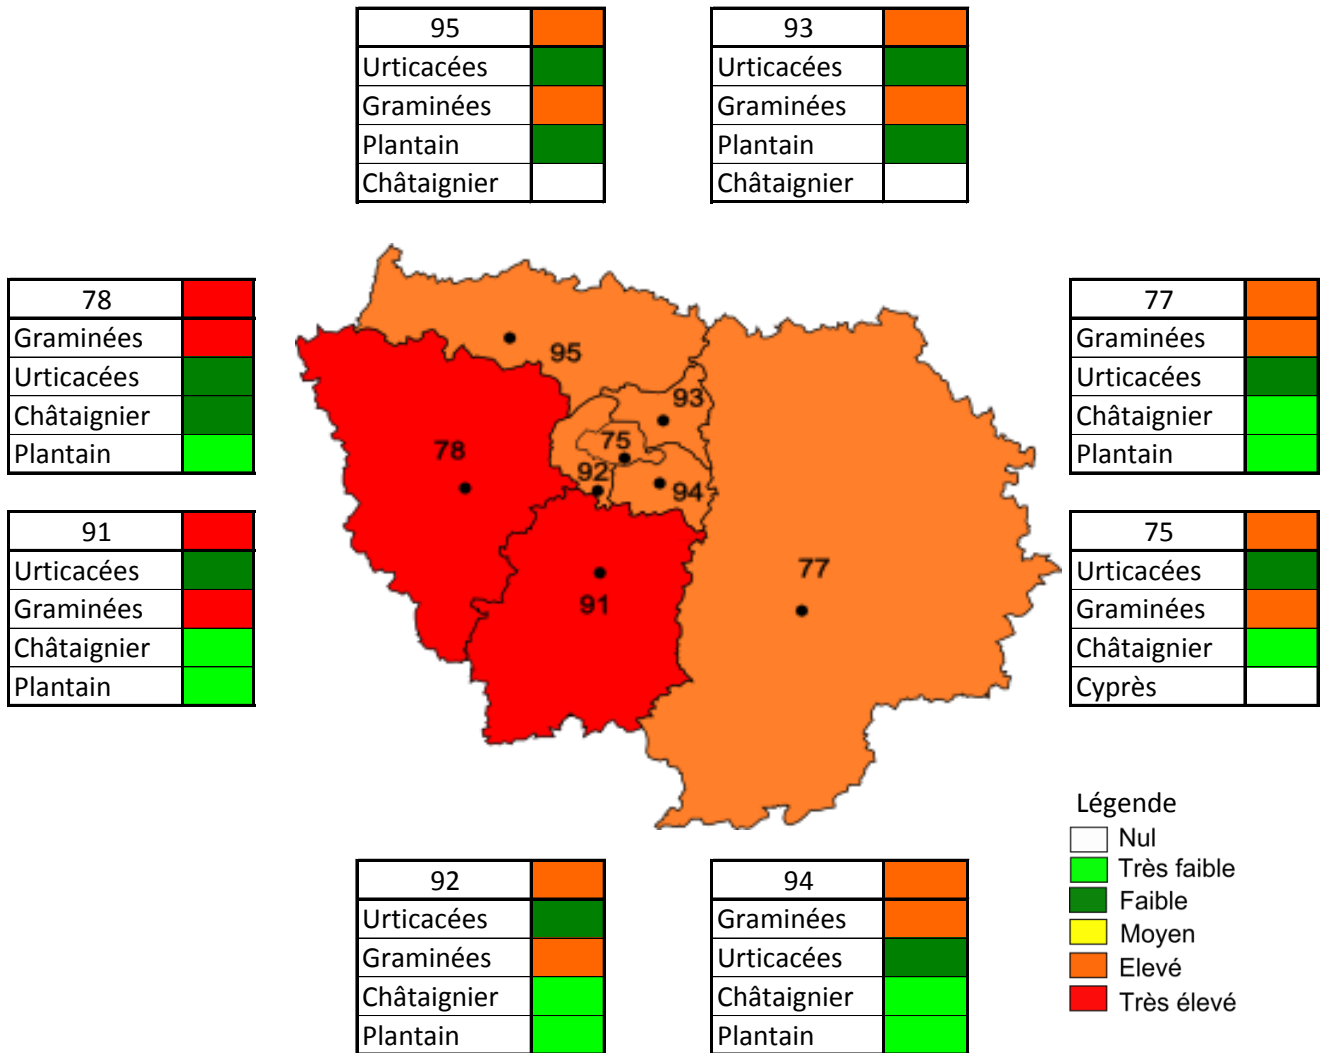 95
Urticacées
Graminées
Plantain
Châtaignier
93
Urticacées
Graminées
Plantain
Châtaignier
78
Graminées
Urticacées
Châtaignier
Plantain
91
Urticacées
Graminées
Châtaignier
Plantain
95
93
75
78
92
94
77
91
77
Graminées
Urticacées
Châtaignier
Plantain
75
Urticacées
Graminées
Châtaignier
Cyprès
92
Urticacées
Graminées
Châtaignier
Plantain
94
Graminées
Urticacées
Châtaignier
Plantain
Légende
Nul
Très faible
Faible
Moyen
Elevé
Très élevé